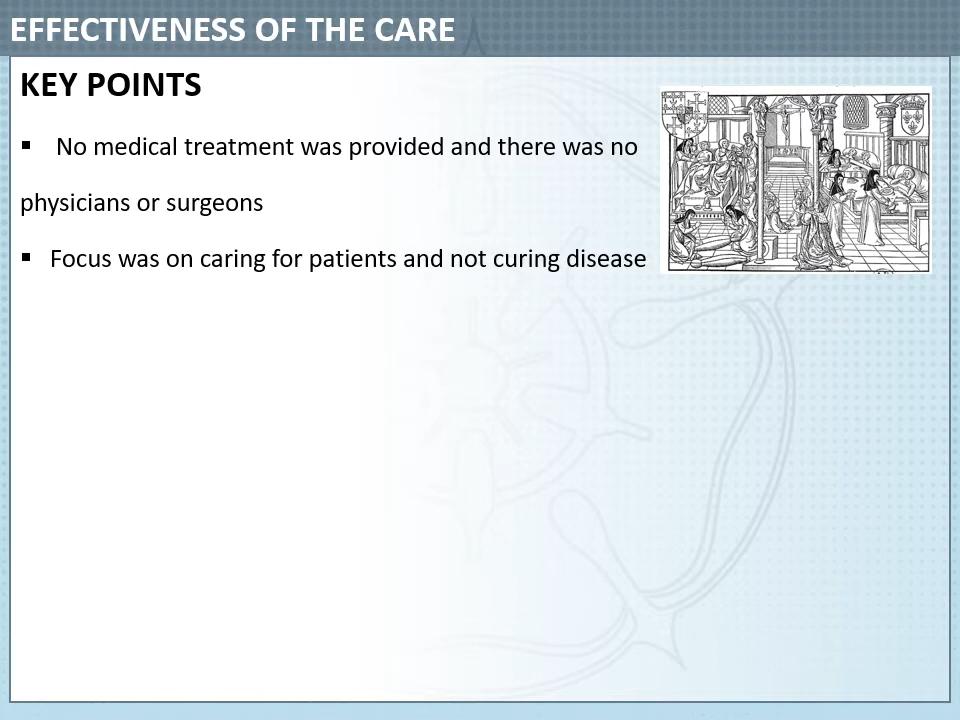 EFFECTIVENESS OF THE CARE
KEY POINTS
▪ No medical treatment was provided and there was no
physicians or surgeons
▪ Focus was on caring for patients and not curing disease